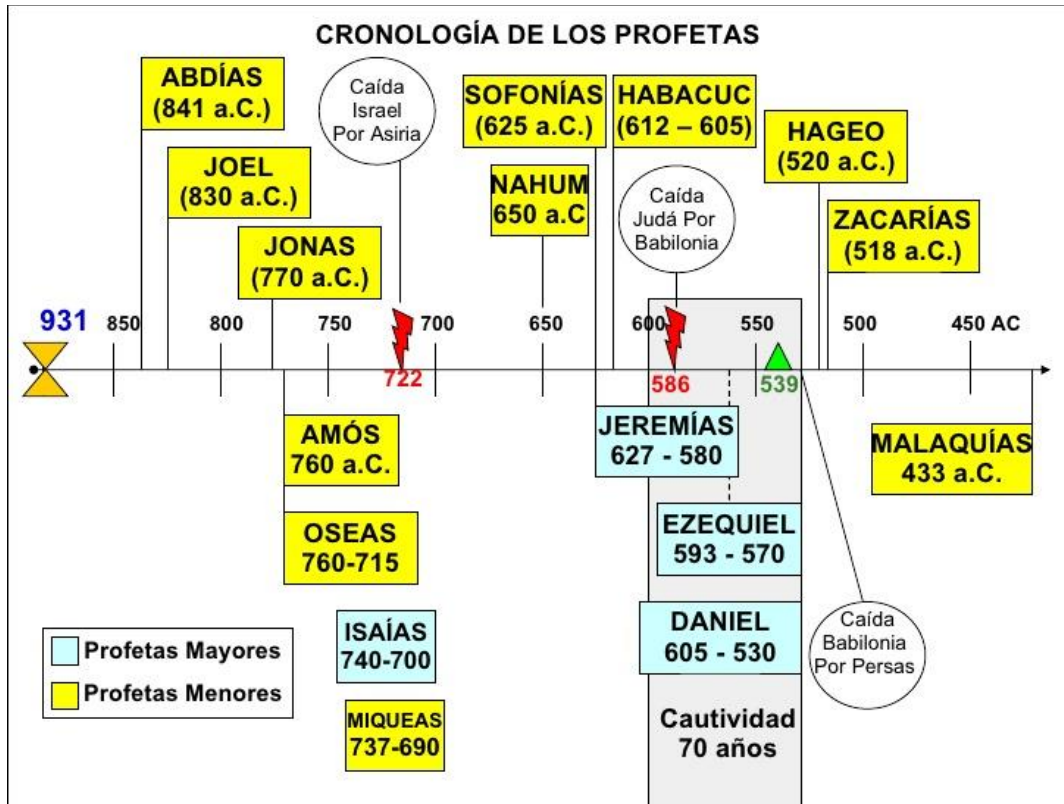 CRONOLOGÍA DE LOS PROFETAS
ABDÍAS
(841 a.C.)
JOEL
(830 a.C.)
JONAS
(770 a.C.)
Caída
Israel
Por Asiria
SOFONÍAS
(625 a.C.)
NAHUM
650 a.C
HABACUC
(612 – 605)
Caída
Judá Por
Babilonia
HAGEO
(520 a.C.)
ZACARÍAS
(518 a.C.)
931 850 800 750 700 650 600 550 500 450 AC
722 586 539
AMÓS
760 a.C.
OSEAS
760-715
ISAÍAS
740-700
MIQUEAS
737-690
JEREMÍAS
627 - 580
EZEQUIEL
593 - 570
DANIEL
605 - 530
Cautividad
70 años
MALAQUÍAS
433 a.C.
Caída
Babilonia
Por Persas
Profetas Mayores
Profetas Menores